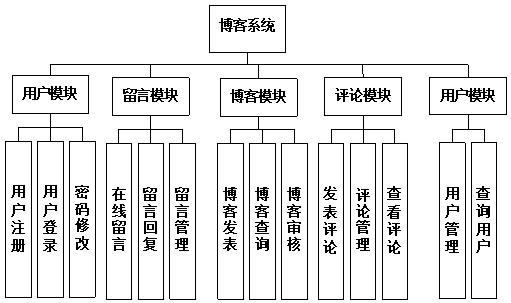 博客系统
用户模块
留言模块
博客模块
评论模块
用户模块
用户注册
用户登录
密码修改
在线留言
留言回复
留言管理
博客发表
博客查询
博客审核
发表评论
评论管理
查看评论
用户管理
查询用户